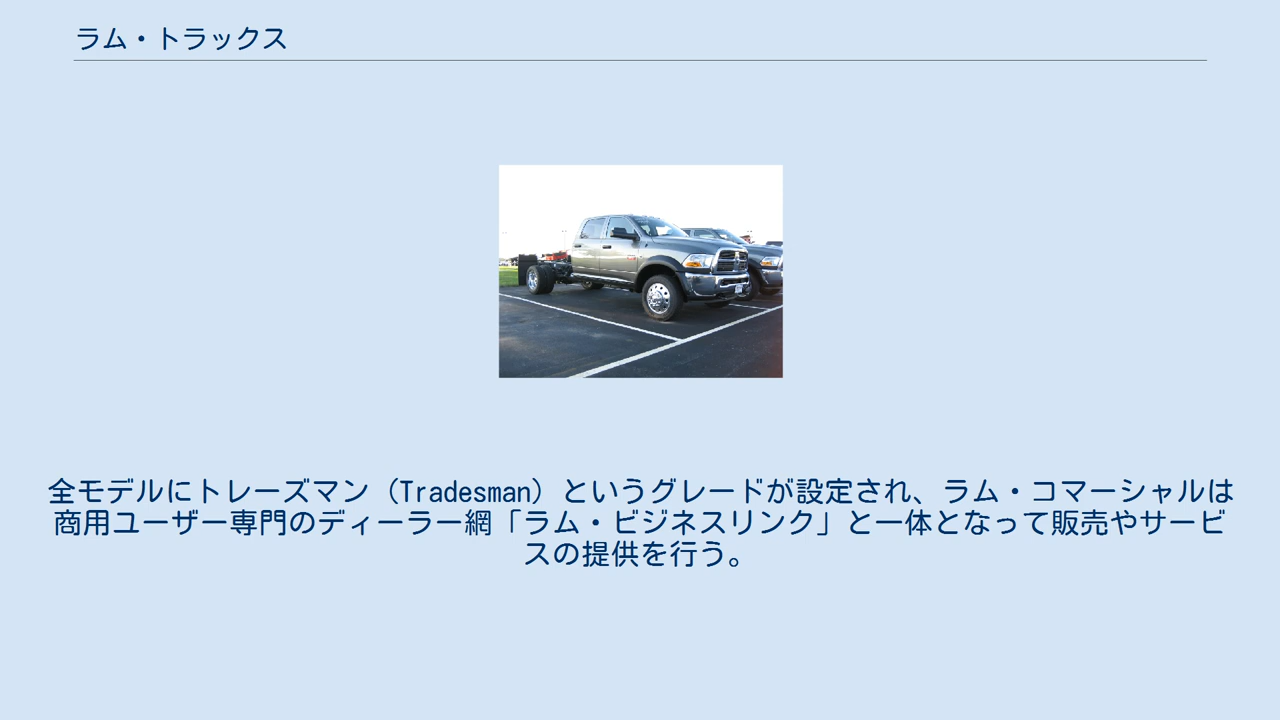 ラム・トラックス
全モデルにトレーズマン（Tradesman）というグレードが設定され、ラム・コマーシャルは
商用ユーザー専門のディーラー網「ラム・ビジネスリンク」と一体となって販売やサービ
スの提供を行う。